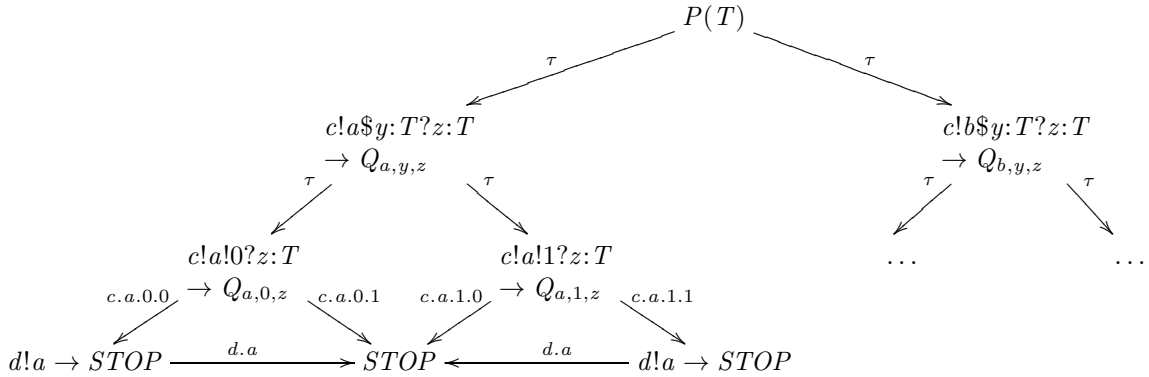 P(T)
τ τ
c!a$y:T?z:T c!b$y:T?z:T
→ Q_{a,y,z} → Q_{b,y,z}
τ τ τ τ
c!a!0?z:T c!a!1?z:T ... ...
→ Q_{a,0,z} → Q_{a,1,z}
c.a.0.0 c.a.0.1 c.a.1.0 c.a.1.1
d.a d.a
d!a → STOP STOP d!a → STOP